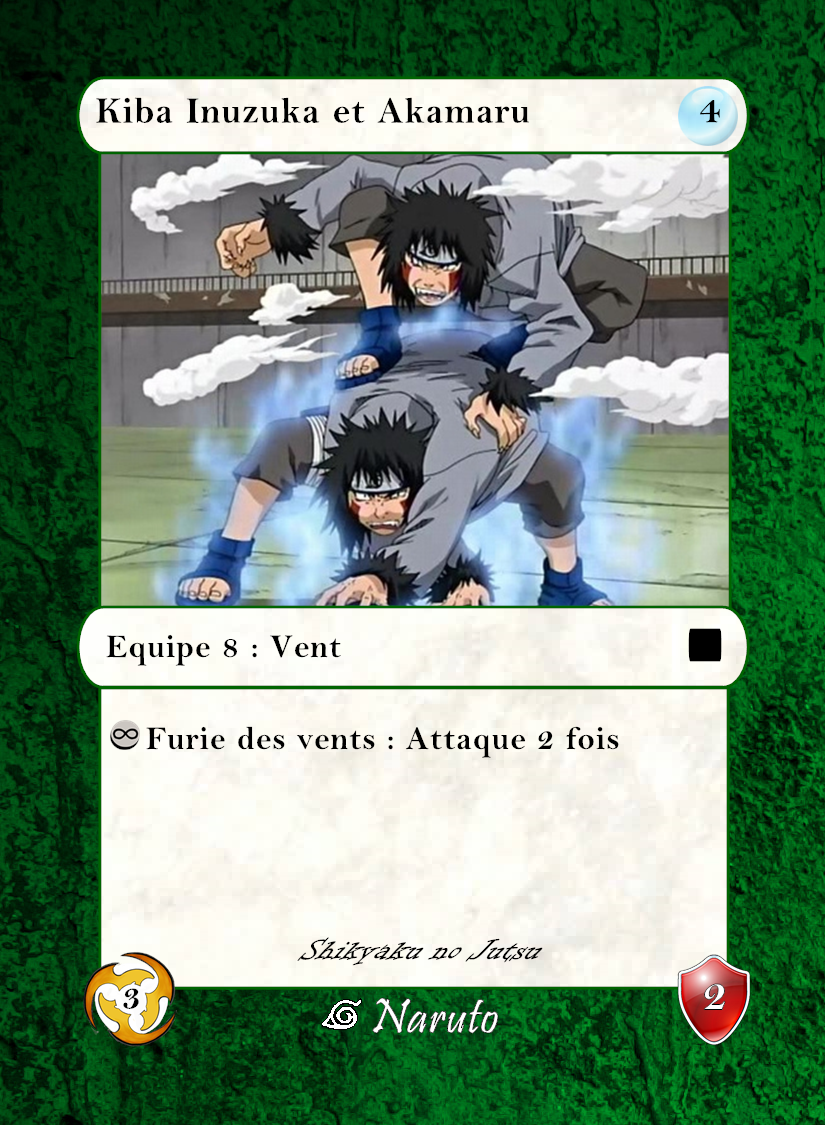 Kiba Inuzuka et Akamaru
4
Equipe 8 : Vent
∞ Furie des vents : Attaque 2 fois
Shikyaku no Jutsu
3
Naruto
2